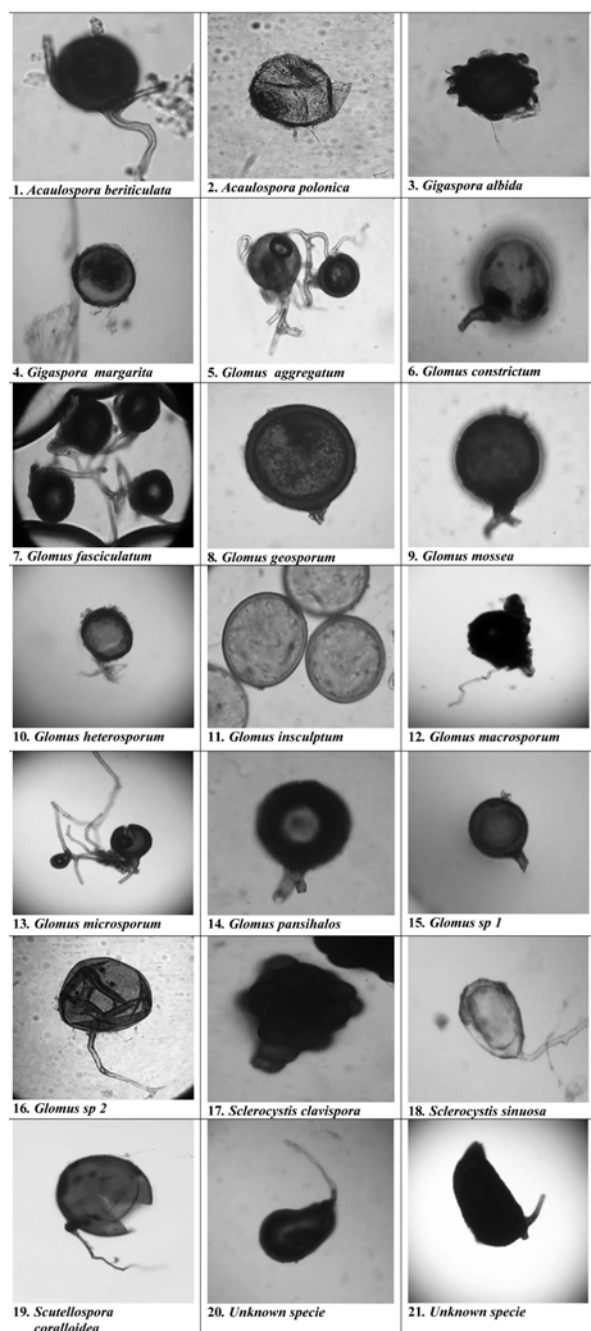 1. Acaulospora beriticulata
2. Acaulospora polonica
3. Gigaspora albida
4. Gigaspora margarita
5. Glomus aggregatum
6. Glomus constrictum
7. Glomus fasciculatum
8. Glomus geosporum
9. Glomus mossea
10. Glomus heterosporum
11. Glomus insculptum
12. Glomus macrosporum
13. Glomus microsporum
14. Glomus pansihalos
15. Glomus sp 1
16. Glomus sp 2
17. Sclerocystis clavispora
18. Sclerocystis sinuosa
19. Scutellospora
coralloidea
20. Unknown specie
21. Unknown specie